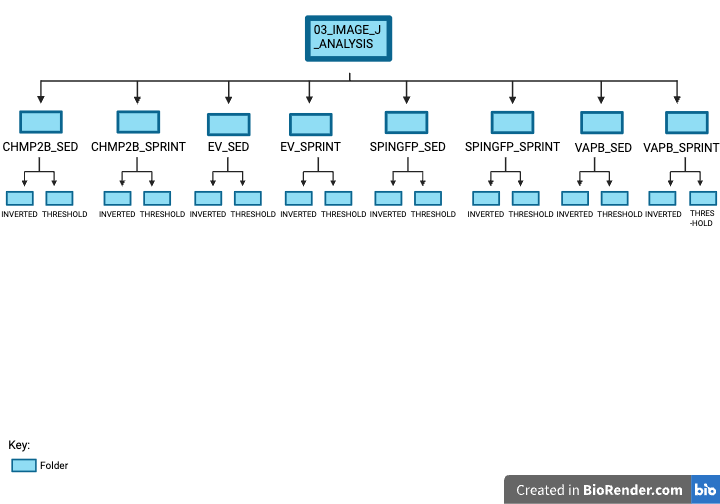 03_IMAGE_J
_ANALYSIS
CHMP2B_SED CHMP2B_SPRINT EV_SED EV_SPRINT SPINGFP_SED SPINGFP_SPRINT VAPB_SED VAPB_SPRINT
INVERTED THRESHOLD INVERTED THRESHOLD INVERTED THRESHOLD INVERTED THRESHOLD INVERTED THRESHOLD INVERTED THRESHOLD INVERTED THRESHOLD INVERTED THRES
-HOLD
Key:
Folder
Created in BioRender.com bio